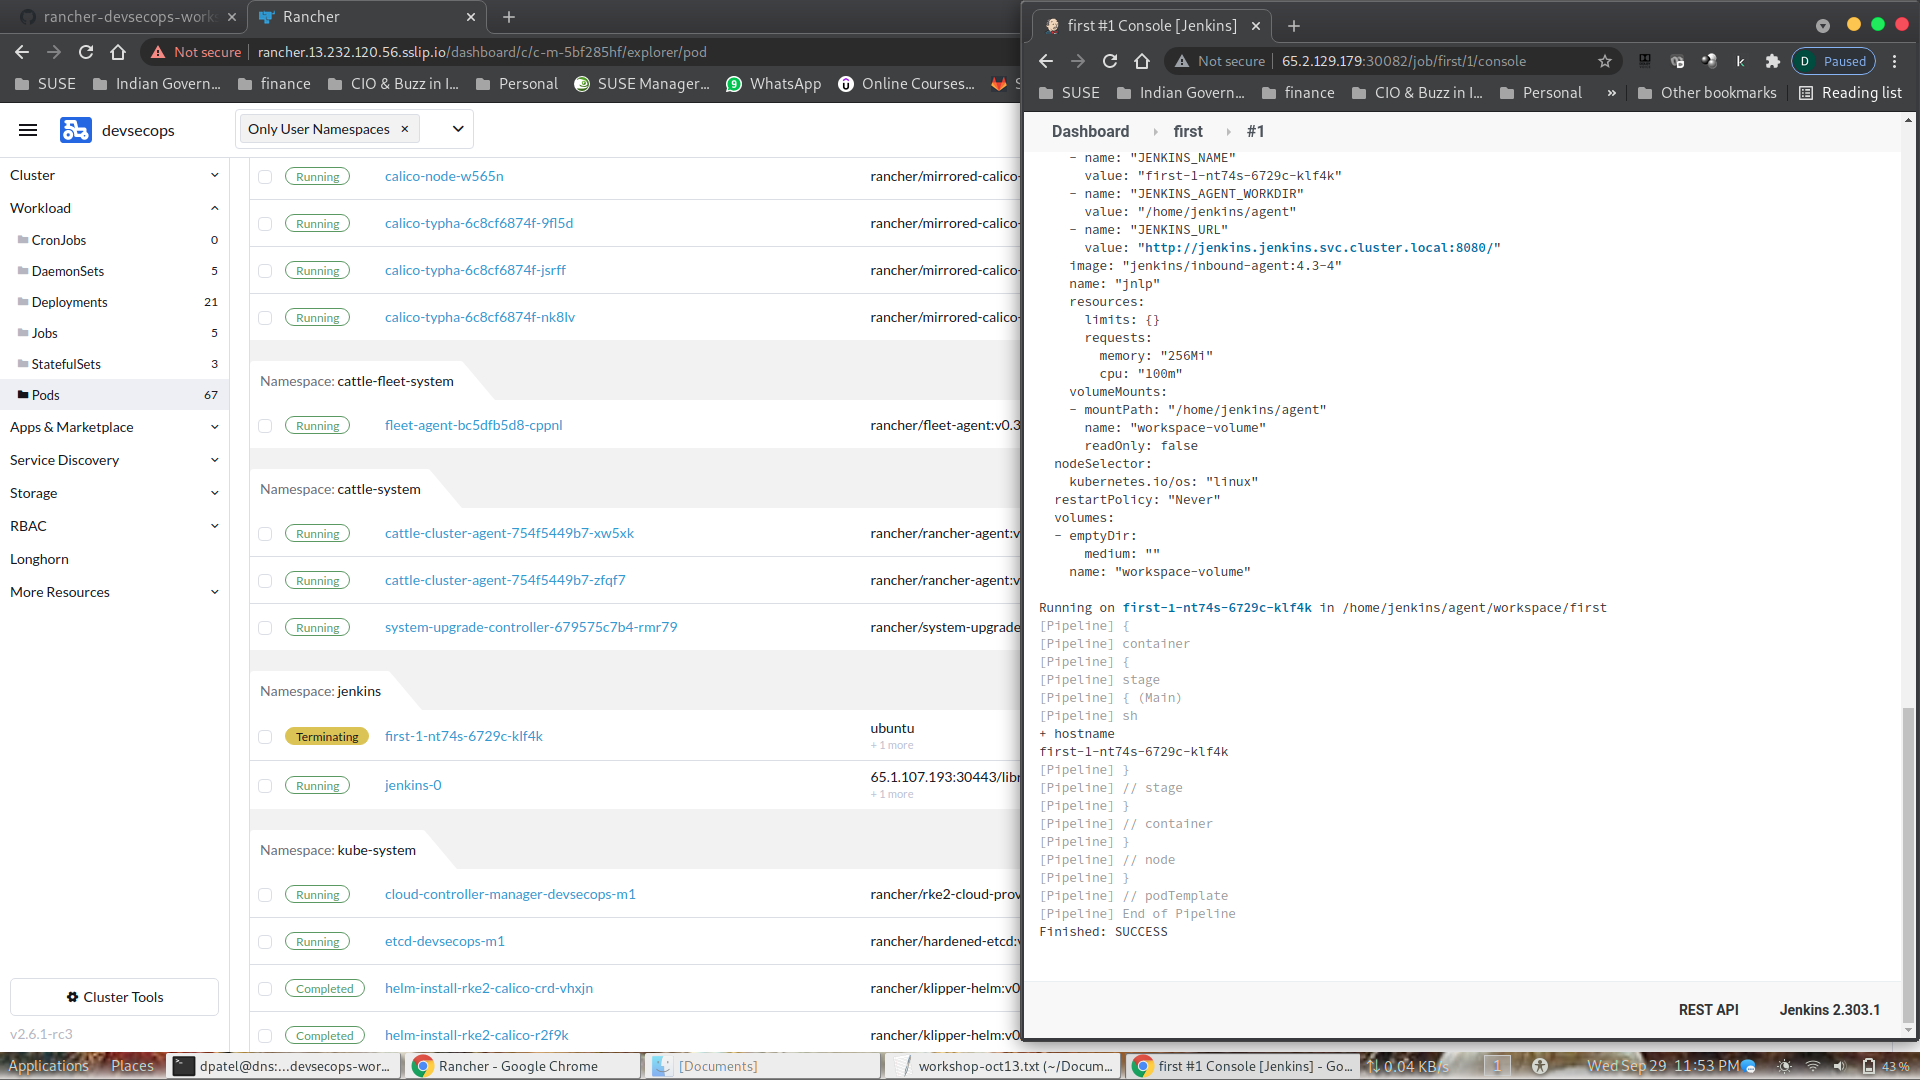 rancher-devsecops-works
Rancher
Not secure
rancher.13.232.120.56.sslip.io/dashboard/c/c-m-5bf285hf/explorer/pod
SUSE
Indian Govern...
finance
CIO & Buzz in I...
Personal
SUSE Manager...
WhatsApp
Online Courses...
devsecops
Only User Namespaces ×
Cluster
Workload
CronJobs 0
DaemonSets 5
Deployments 21
Jobs 5
StatefulSets 3
Pods 67
Apps & Marketplace
Service Discovery
Storage
RBAC
Longhorn
More Resources
Cluster Tools
v2.6.1-rc3
Running calico-node-w565n rancher/mirrored-calico-
Running calico-typha-6c8cf6874f-9fl5d rancher/mirrored-calico-
Running calico-typha-6c8cf6874f-jsrff rancher/mirrored-calico-
Running calico-typha-6c8cf6874f-nk8lv rancher/mirrored-calico-
Namespace: cattle-fleet-system
Running fleet-agent-bc5dfb5d8-cppnl rancher/fleet-agent:v0.3
Namespace: cattle-system
Running cattle-cluster-agent-754f5449b7-xw5xk rancher/rancher-agent:v
Running cattle-cluster-agent-754f5449b7-zfqf7 rancher/rancher-agent:v
Running system-upgrade-controller-679575c7b4-rmr79 rancher/system-upgrade
Namespace: jenkins
Terminating first-1-nt74s-6729c-klf4k ubuntu
+ 1 more
Running jenkins-0 65.1.107.193:30443/libr
+ 1 more
Namespace: kube-system
Running cloud-controller-manager-devsecops-m1 rancher/rke2-cloud-prov
Running etcd-devsecops-m1 rancher/hardened-etcd:v
Completed helm-install-rke2-calico-crd-vhxjn rancher/klipper-helm:v0
Completed helm-install-rke2-calico-r2f9k rancher/klipper-helm:v0
first #1 Console [Jenkins]
Not secure
65.2.129.179:30082/job/first/1/console
D Paused
SUSE
Indian Govern...
finance
CIO & Buzz in I...
Personal
»
Other bookmarks
Reading list
Dashboard first #1
- name: "JENKINS_NAME"
value: "first-1-nt74s-6729c-klf4k"
- name: "JENKINS_AGENT_WORKDIR"
value: "/home/jenkins/agent"
- name: "JENKINS_URL"
value: "http://jenkins.jenkins.svc.cluster.local:8080/"
image: "jenkins/inbound-agent:4.3-4"
name: "jnlp"
resources:
limits: {}
requests:
memory: "256Mi"
cpu: "100m"
volumeMounts:
- mountPath: "/home/jenkins/agent"
name: "workspace-volume"
readOnly: false
nodeSelector:
kubernetes.io/os: "linux"
restartPolicy: "Never"
volumes:
- emptyDir:
medium: ""
name: "workspace-volume"
Running on first-1-nt74s-6729c-klf4k in /home/jenkins/agent/workspace/first
[Pipeline] {
[Pipeline] container
[Pipeline] {
[Pipeline] stage
[Pipeline] { (Main)
[Pipeline] sh
+ hostname
first-1-nt74s-6729c-klf4k
[Pipeline] }
[Pipeline] // stage
[Pipeline] }
[Pipeline] // container
[Pipeline] }
[Pipeline] // node
[Pipeline] }
[Pipeline] // podTemplate
[Pipeline] End of Pipeline
Finished: SUCCESS
REST API
Jenkins 2.303.1
Applications
Places
dpatel@dns:...devsecops-wor...
Rancher - Google Chrome
[Documents]
workshop-oct13.txt (~/Docum...
first #1 Console [Jenkins] - Go...
0.04 KB/s
1
Wed Sep 29 11:53 PM
43 %